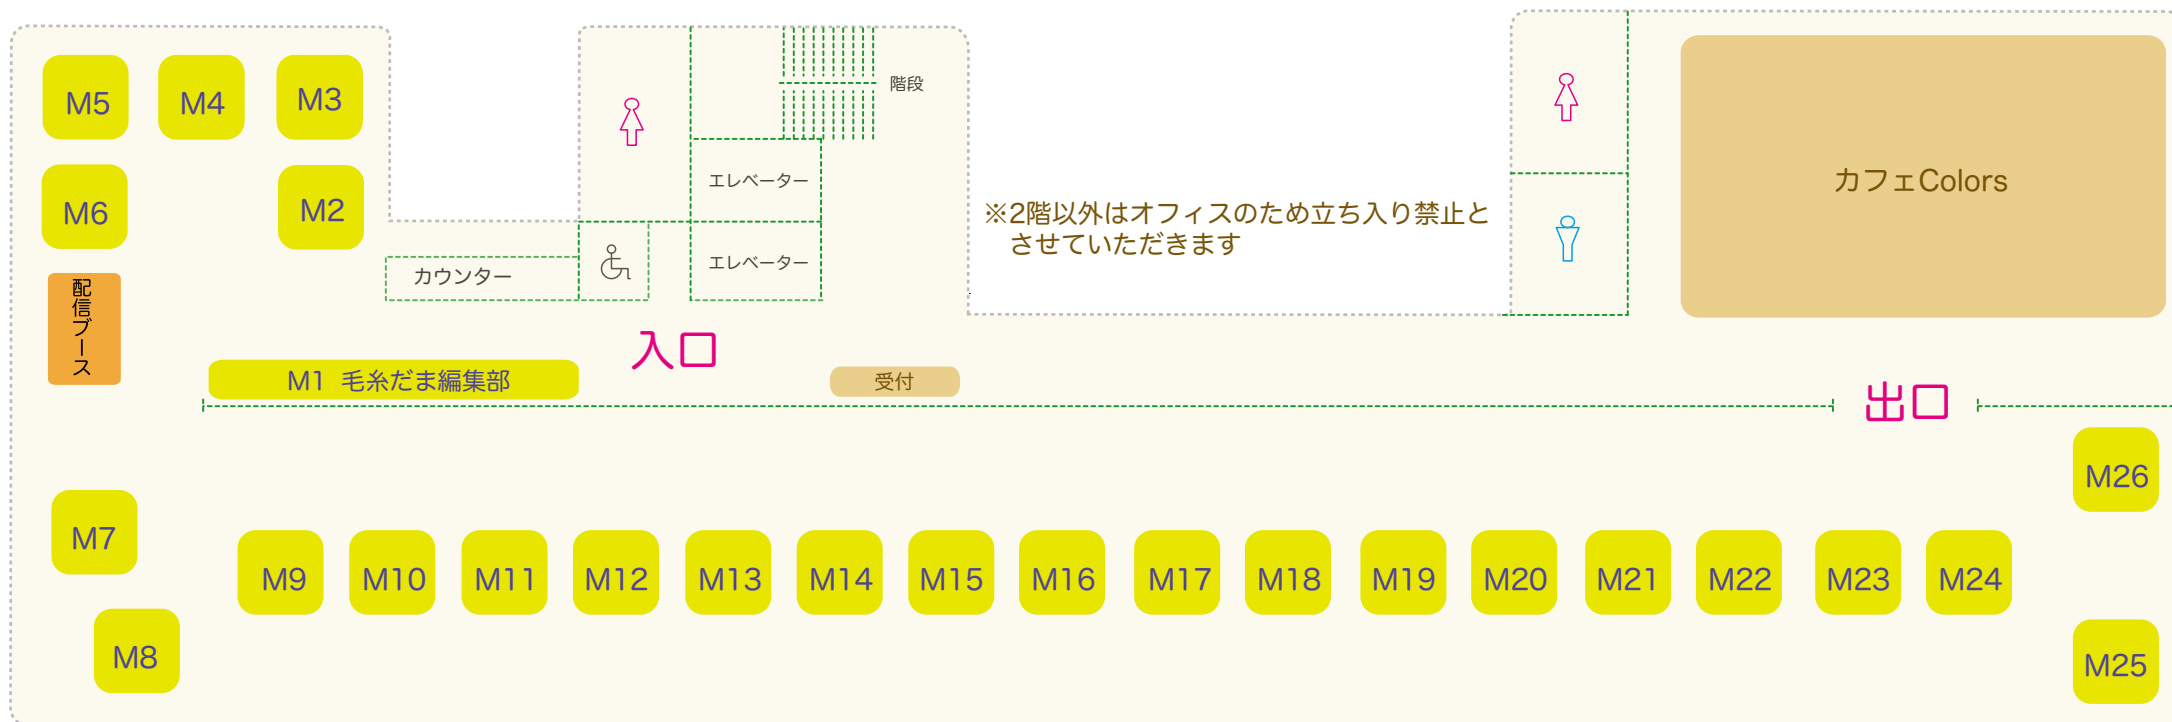 M5
M4
M3
階段
M6
M2
エレベーター
※2階以外はオフィスのため立ち入り禁止と
させていただきます
カフェColors
エレベーター
カウンター
配信ブース
入口
M1 毛糸だま編集部
受付
出口
M26
M7
M9
M10
M11
M12
M13
M14
M15
M16
M17
M18
M19
M20
M21
M22
M23
M24
M8
M25